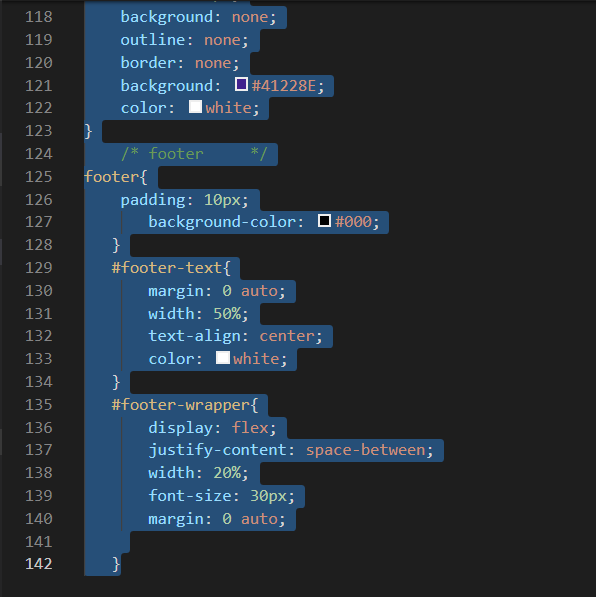 118 background: none;
119 outline: none;
120 border: none;
121 background: #41228E;
122 color: white;
123 }
124 /* footer */
125 footer{
126 padding: 10px;
127 background-color: #000;
128 }
129 #footer-text{
130 margin: 0 auto;
131 width: 50%;
132 text-align: center;
133 color: white;
134 }
135 #footer-wrapper{
136 display: flex;
137 justify-content: space-between;
138 width: 20%;
139 font-size: 30px;
140 margin: 0 auto;
141
142 }